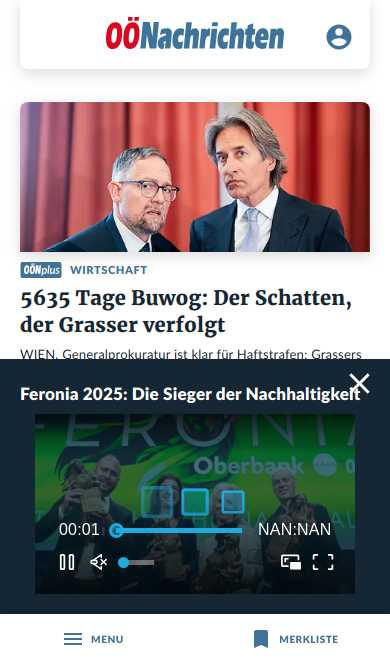 OÖNachrichten
OÖNplus WIRTSCHAFT
5635 Tage Buwog: Der Schatten,
der Grasser verfolgt
WIEN. Generalprokuratur ist klar für Haftstrafen: Grassers
Feronia 2025: Die Sieger der Nachhaltigkeit
FERONIA
Oberbank
00:01
NAN:NAN
MENU
MERKLISTE